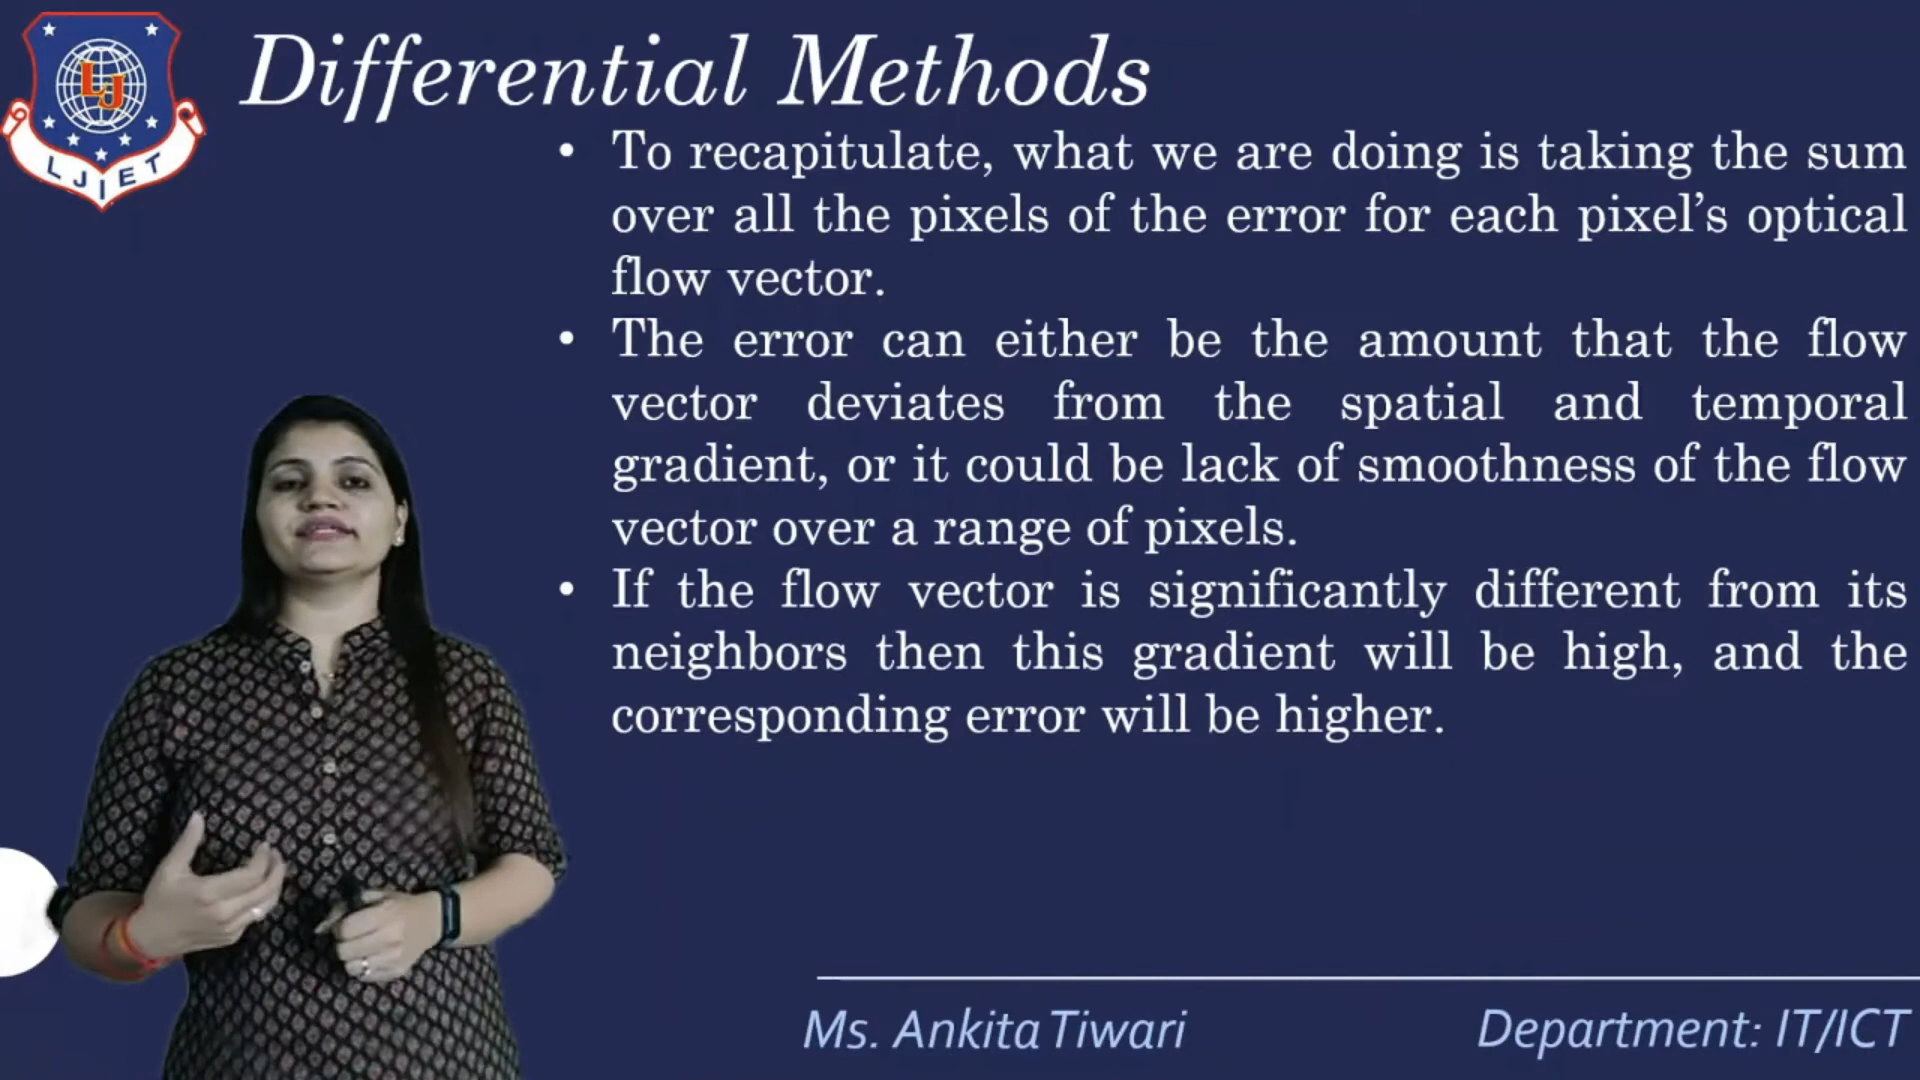 LJ
LJIET
Differential Methods
• To recapitulate, what we are doing is taking the sum
over all the pixels of the error for each pixel’s optical
flow vector.
• The error can either be the amount that the flow
vector deviates from the spatial and temporal
gradient, or it could be lack of smoothness of the flow
vector over a range of pixels.
• If the flow vector is significantly different from its
neighbors then this gradient will be high, and the
corresponding error will be higher.
Ms. Ankita Tiwari
Department: IT/ICT